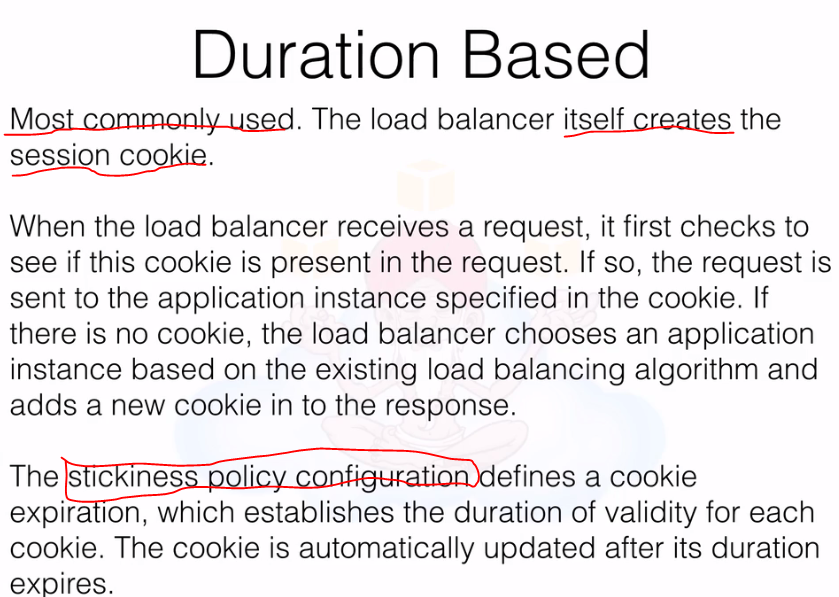 Duration Based
Most commonly used. The load balancer itself creates the
session cookie.
When the load balancer receives a request, it first checks to
see if this cookie is present in the request. If so, the request is
sent to the application instance specified in the cookie. If
there is no cookie, the load balancer chooses an application
instance based on the existing load balancing algorithm and
adds a new cookie in to the response.
The stickiness policy configuration defines a cookie
expiration, which establishes the duration of validity for each
cookie. The cookie is automatically updated after its duration
expires.